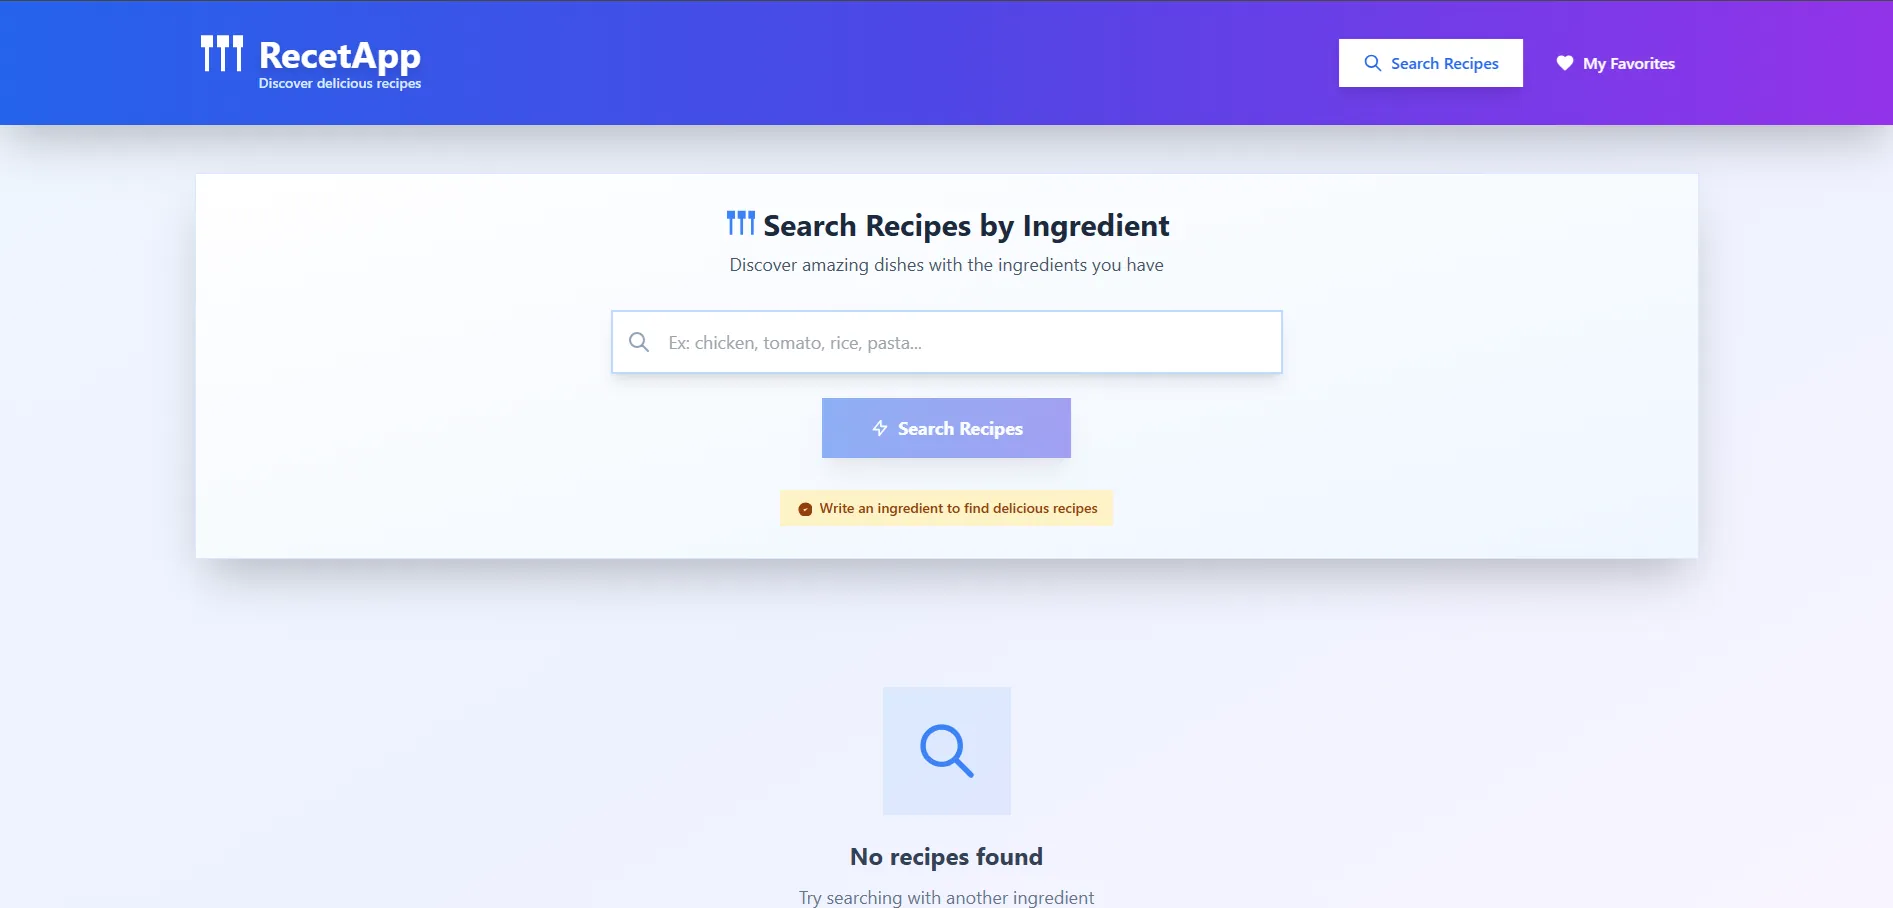 RecetApp
Discover delicious recipes
Search Recipes
My Favorites
Search Recipes by Ingredient
Discover amazing dishes with the ingredients you have
Ex: chicken, tomato, rice, pasta...
Search Recipes
Write an ingredient to find delicious recipes
No recipes found
Try searching with another ingredient